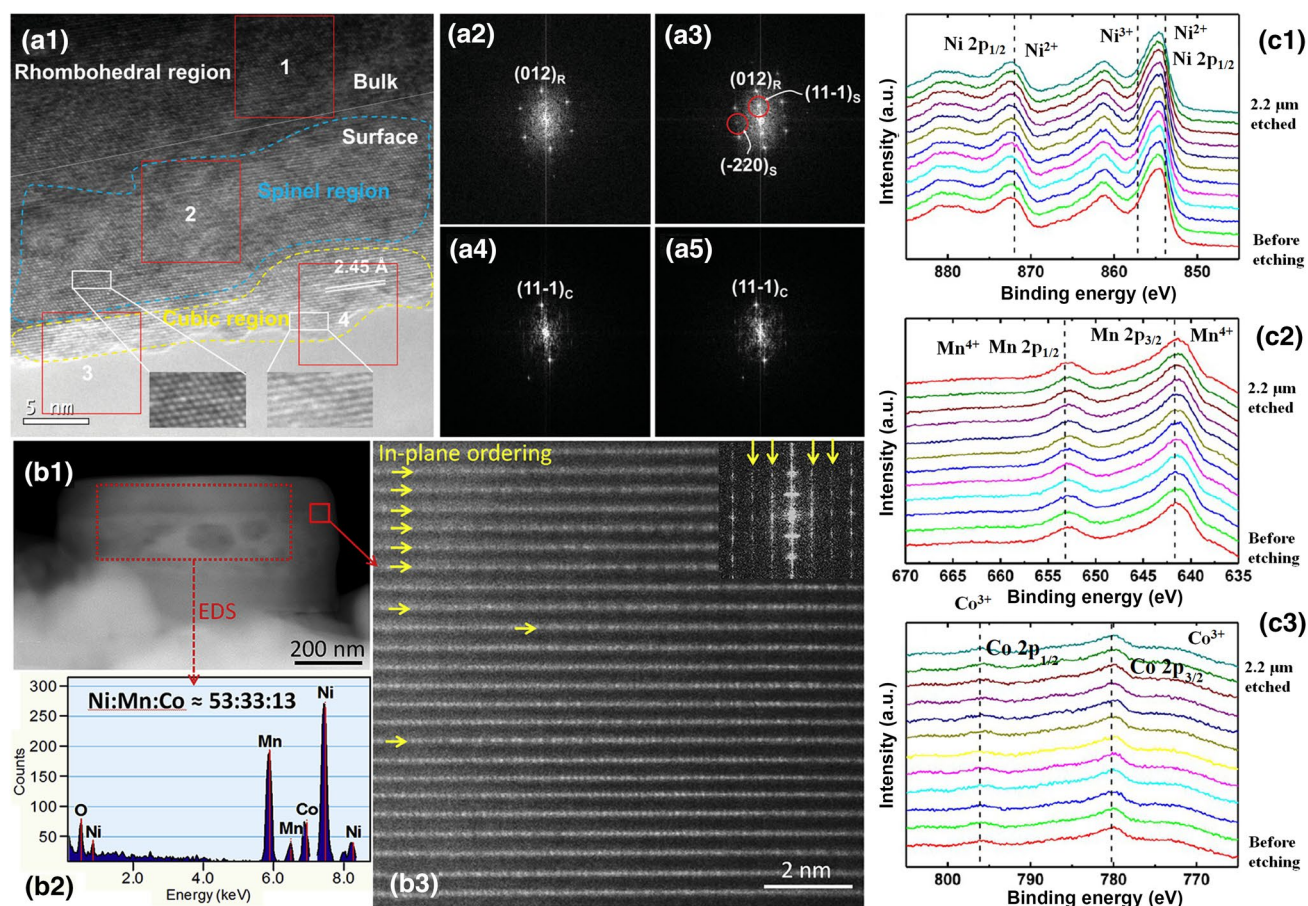 (a1)
Rhombohedral region
1
Bulk
Surface
Spinel region
2
2.45 Å
Cubic region
4
3
5 nm
(a2)
(012)R
(a3)
(012)R
(11-1)S
(-220)S
(a4)
(11-1)C
(a5)
(11-1)C
(b1)
EDS
200 nm
300
250
200
150
100
50
Counts
Ni:Mn:Co ≈ 53:33:13
O
Ni
Mn
Mn
Co
Ni
Ni
2.0
4.0
6.0
8.0
Energy (keV)
(b2)
In-plane ordering
2 nm
(b3)
(c1)
Ni 2p1/2
Ni2+
Ni3+
Ni2+
Ni 2p1/2
2.2 µm
etched
Before
etching
Intensity (a.u.)
880 870 860 850
Binding energy (eV)
(c2)
Mn4+ Mn 2p1/2
Mn 2p3/2
Mn4+
2.2 µm
etched
Before
etching
Intensity (a.u.)
670 665 660 655 650 645 640 635
Binding energy (eV)
(c3)
Co3+
Co 2p1/2
Co3+
Co 2p3/2
2.2 µm
etched
Before
etching
Intensity (a.u.)
800 790 780 770
Binding energy (eV)